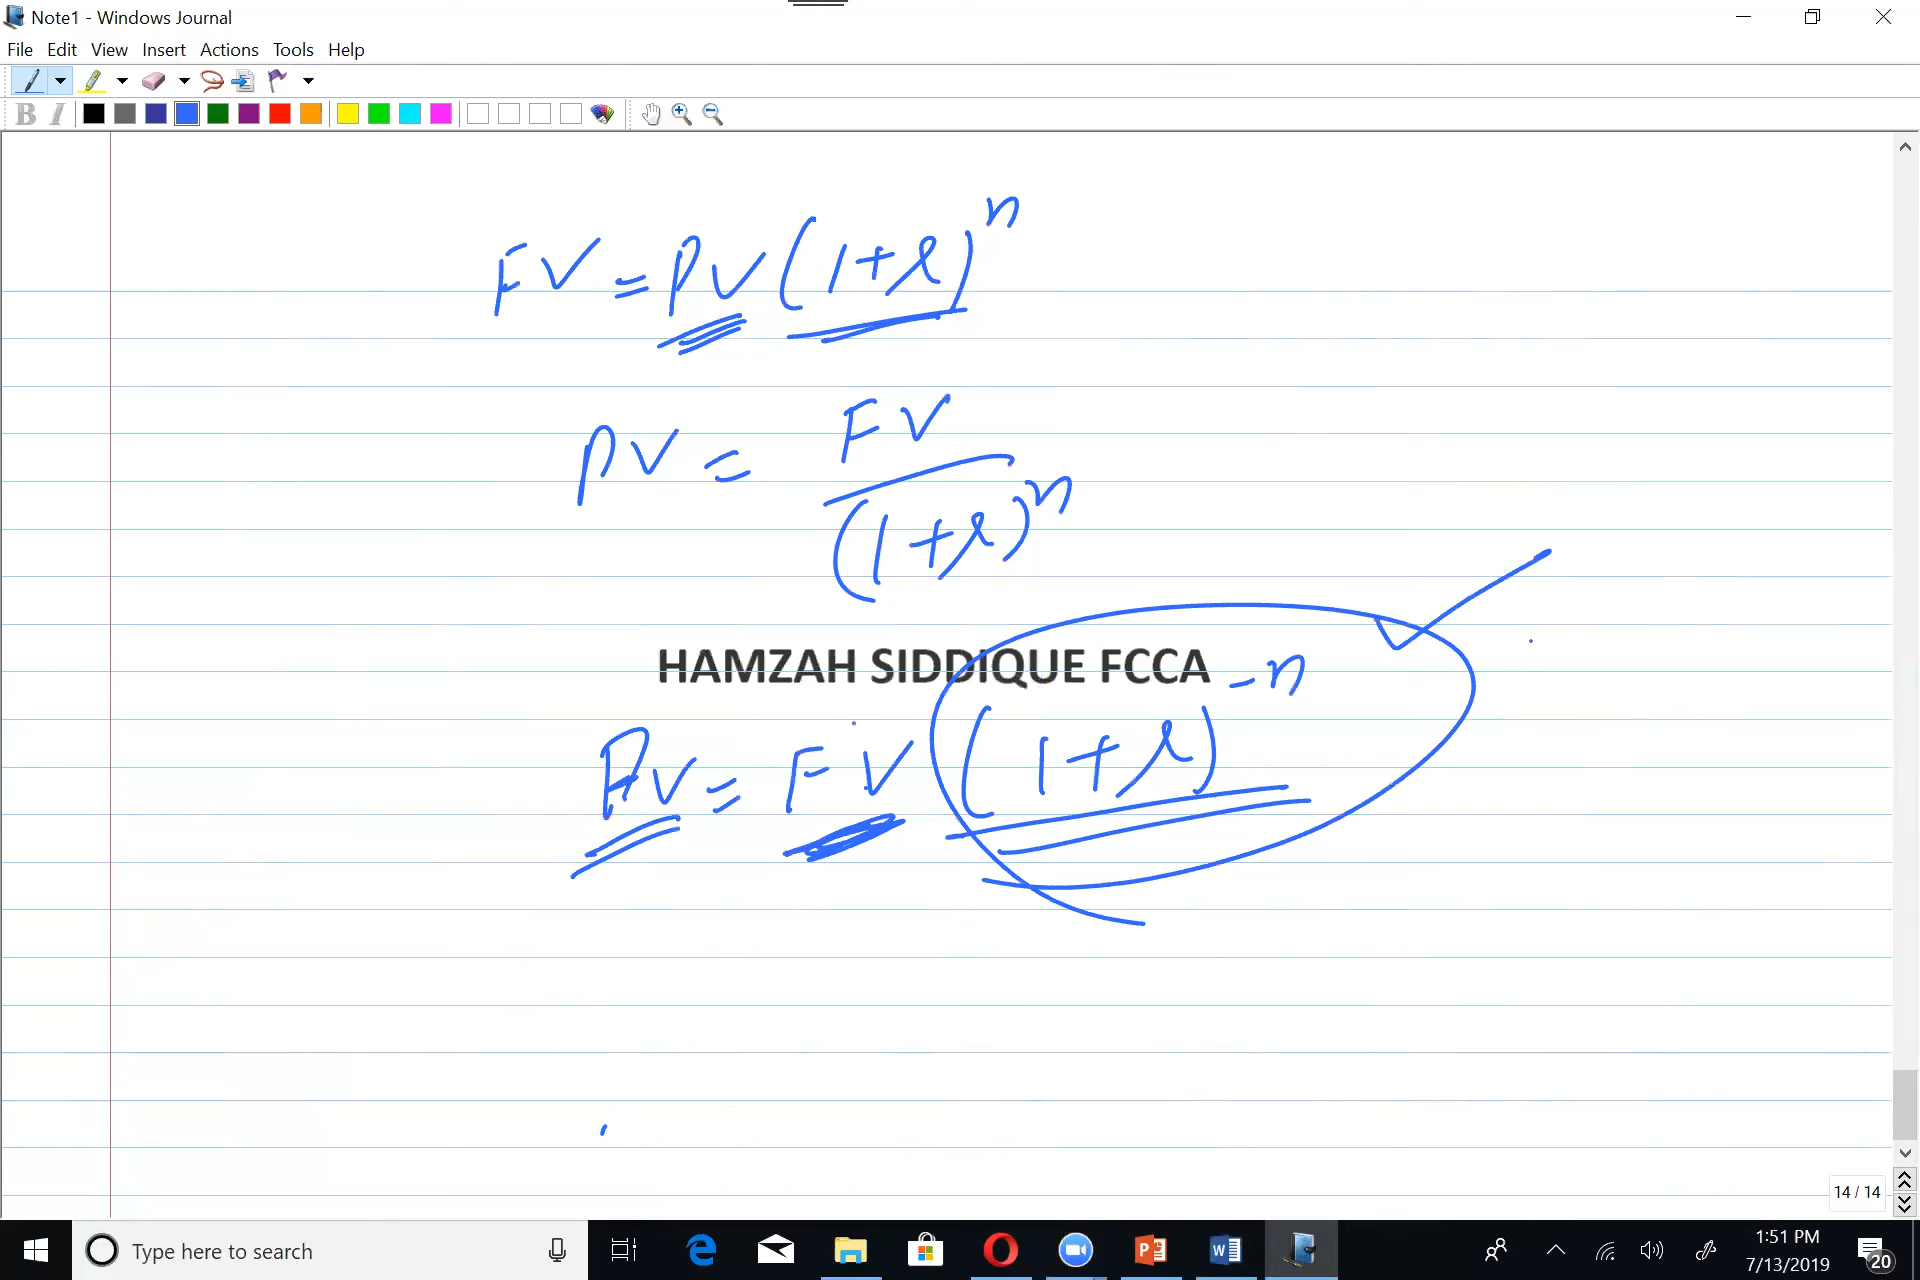 Note1 - Windows Journal
File Edit View Insert Actions Tools Help
B I
FV = PV (1+r)^n
PV = FV / (1+r)^n
HAMZAH SIDDIQUE FCCA
PV = FV (1+r)^-n
14 / 14
Type here to search
1:51 PM
7/13/2019
20